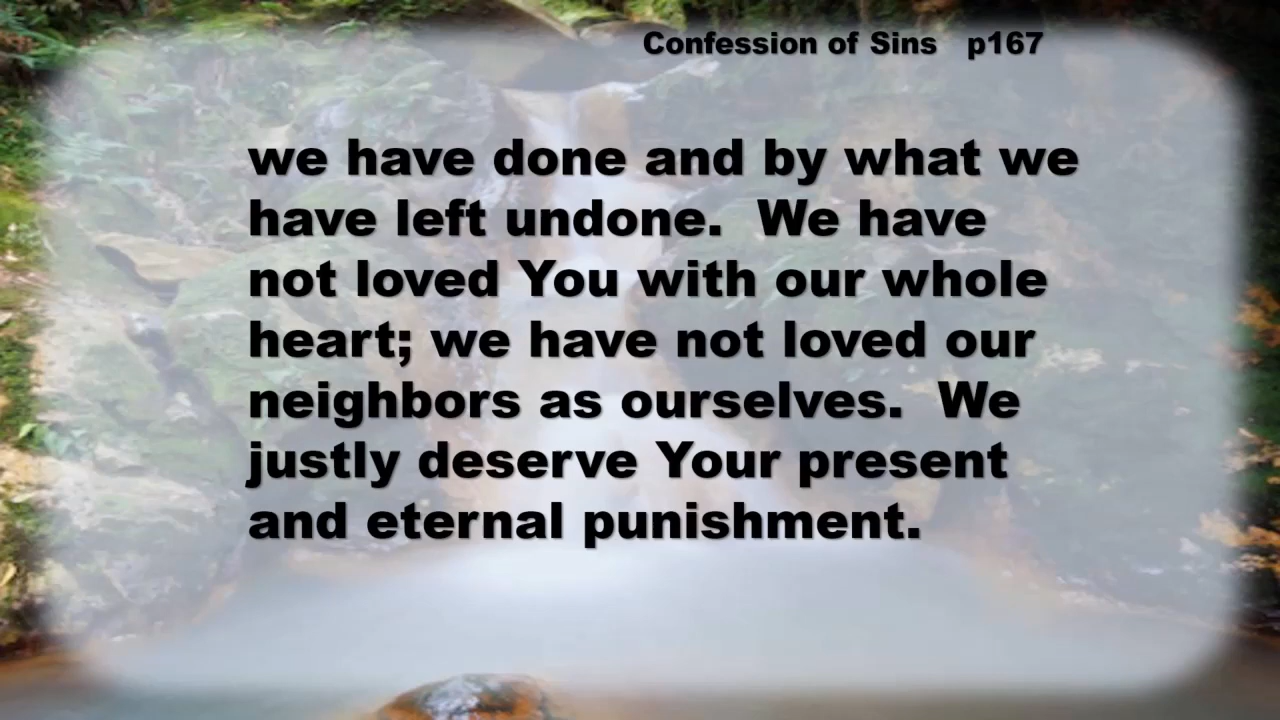 Confession of Sins   p167
we have done and by what we
have left undone.  We have
not loved You with our whole
heart; we have not loved our
neighbors as ourselves.  We
justly deserve Your present
and eternal punishment.